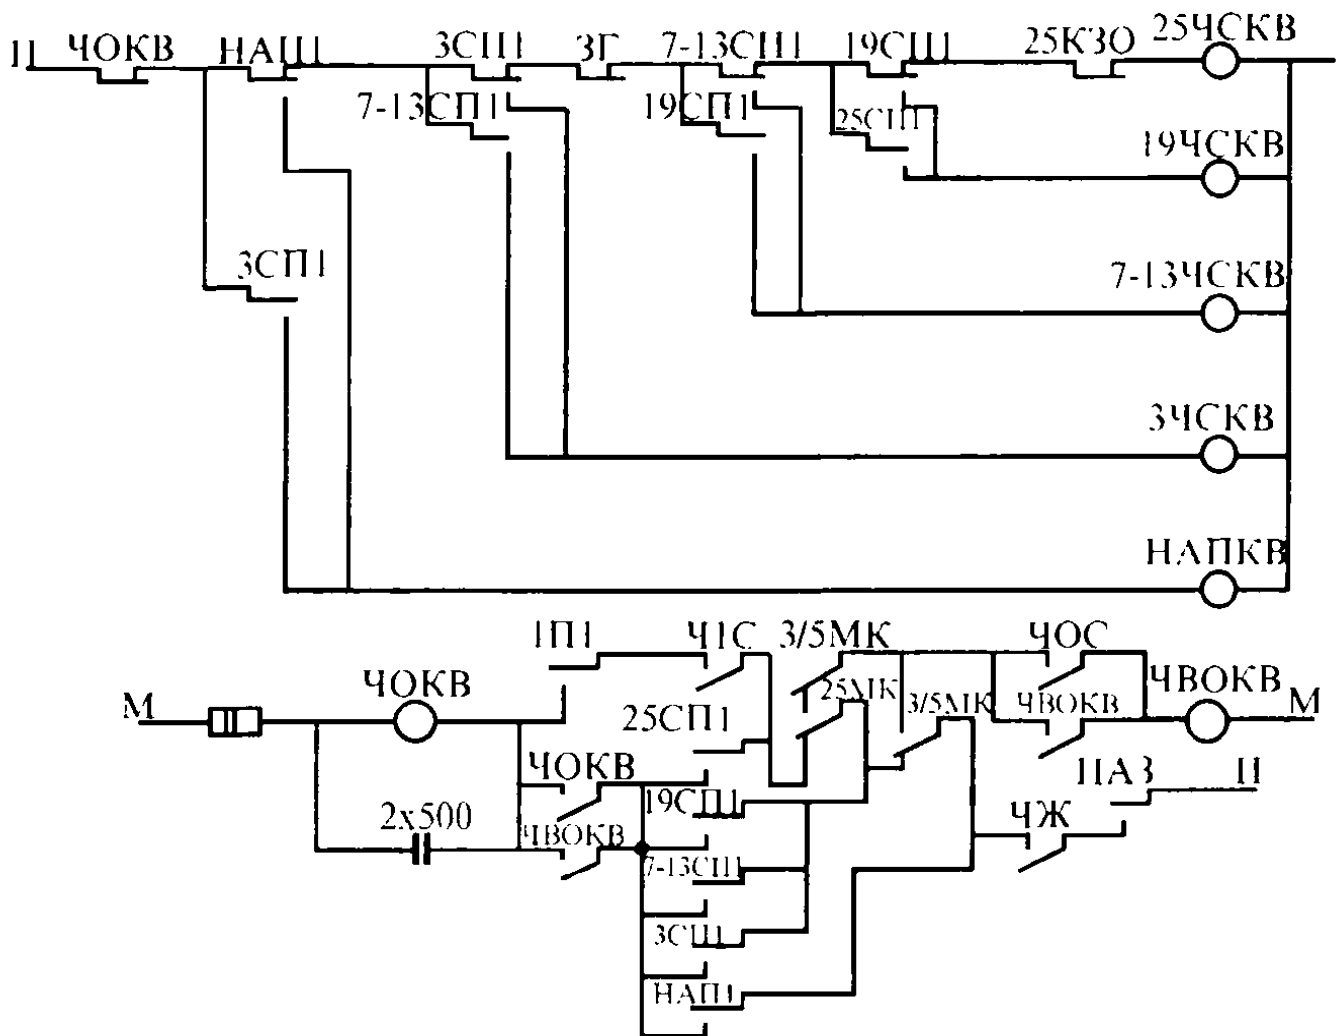 П ЧОКВ НАП1 3СП1 3Г 7-13СП1 19СП1 25КЗО 25ЧСКВ
7-13СП1 19СП1 25СП1
19ЧСКВ
3СП1 7-13ЧСКВ
3ЧСКВ
НАПКВ
1П1 Ч1С 3/5МК ЧОС
М ЧОКВ 25МК 3/5МК ЧВОКВ ЧВОКВ М
25СП1
ЧОКВ НАЗ П
2x500 19СП1 ЧЖ
ЧВОКВ
7-13СП1
3СП1
НАП1